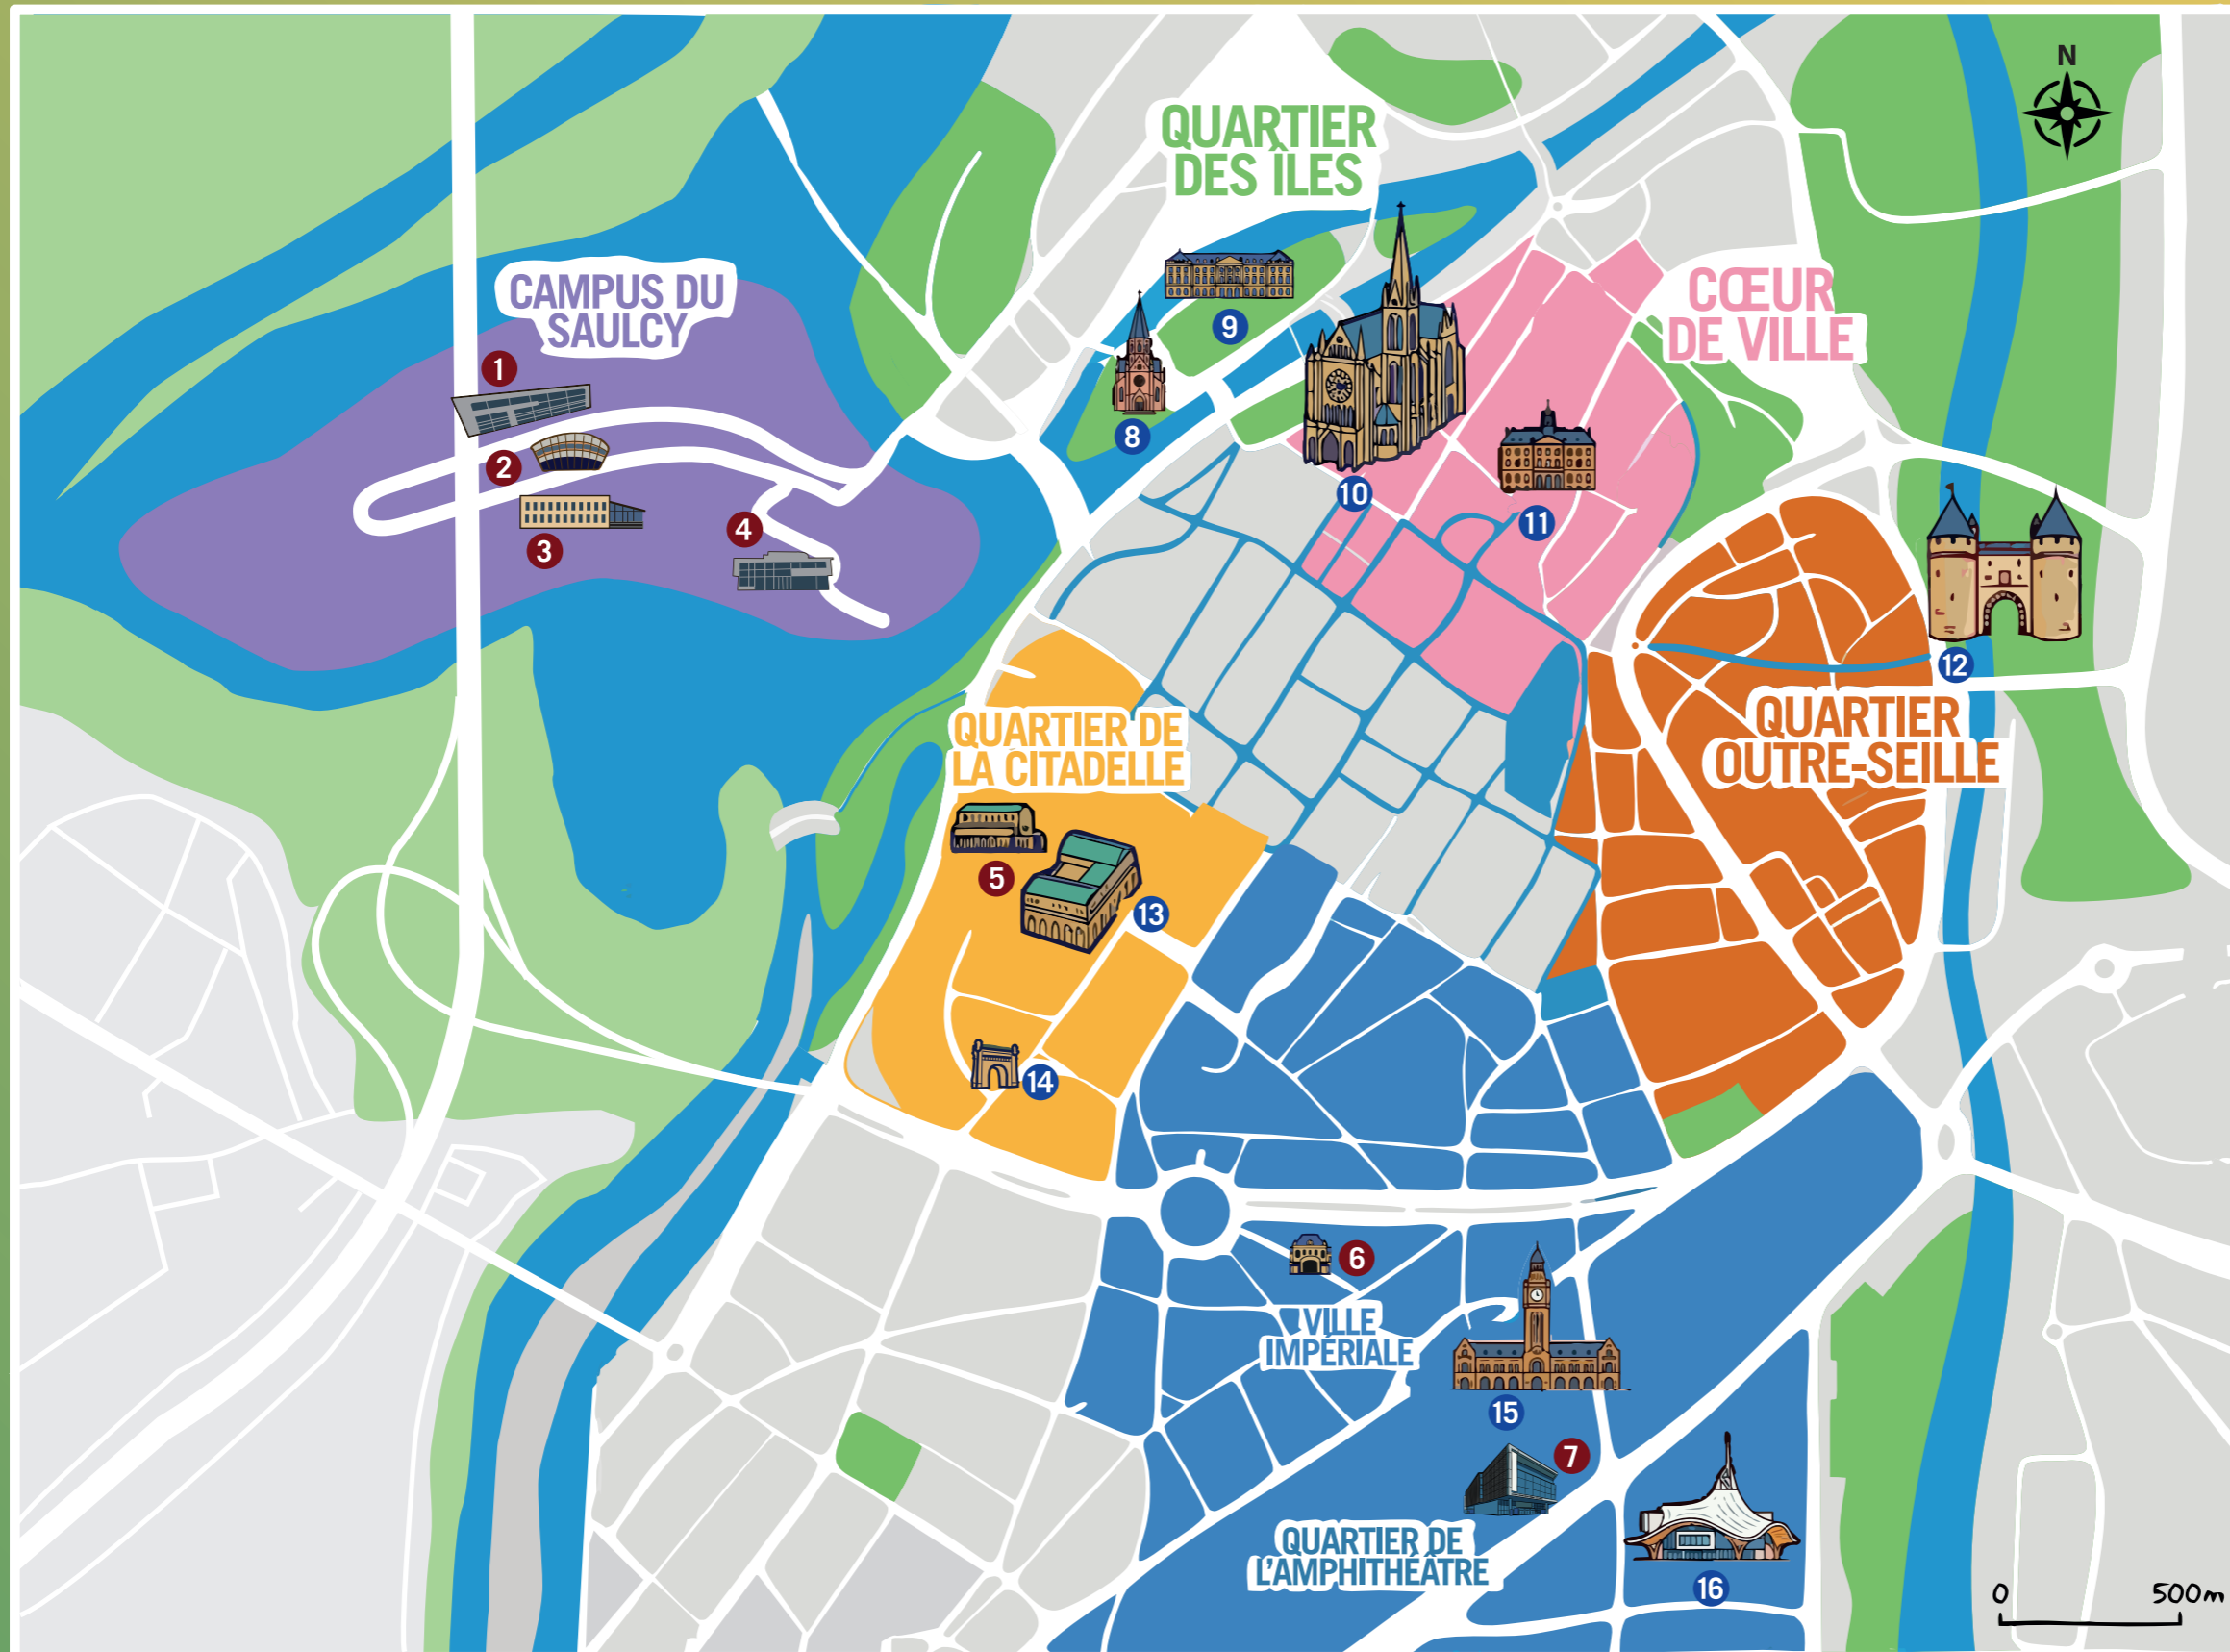 N
QUARTIER
DES ÎLES
CAMPUS DU
SAULCY
CŒUR
DE VILLE
1
9
8
2
10
3
4
11
12
QUARTIER DE
LA CITADELLE
QUARTIER
OUTRE-SEILLE
5
13
14
6
VILLE
IMPÉRIALE
15
7
QUARTIER DE
L'AMPHITHÉÂTRE
16
0 500m